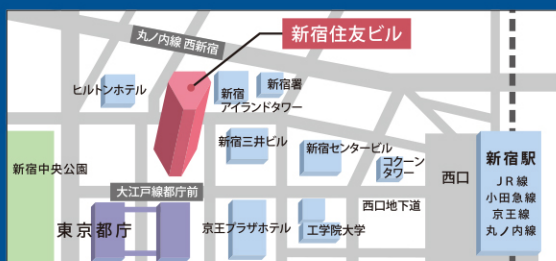 丸ノ内線 西新宿
新宿住友ビル
ヒルトンホテル
新宿
アイランドタワー
新宿署
新宿三井ビル
新宿センタービル
コクーン
タワー
新宿中央公園
大江戸線都庁前
東京都庁
京王プラザホテル
工学院大学
西口地下道
西口
新宿駅
JR線
小田急線
京王線
丸ノ内線